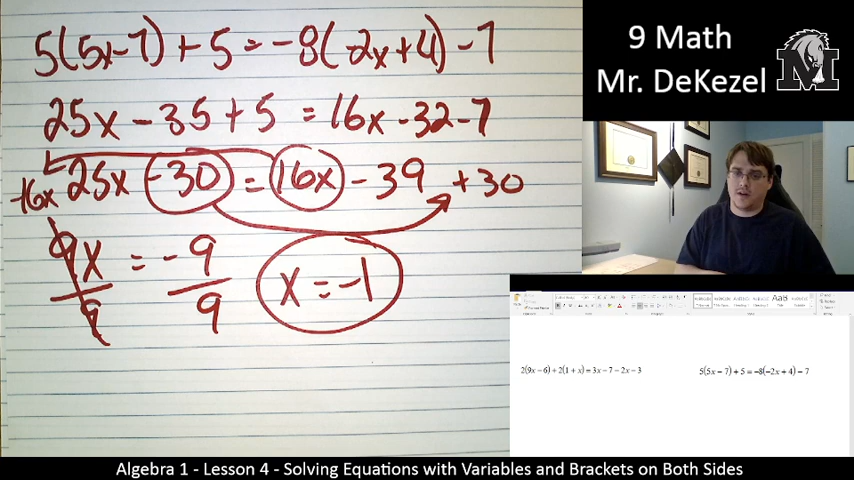 5(5x-7)+5=-8(-2x+4)-7
25x-35+5=16x-32-7
-16x 25x-30=16x-39+30
9x/9=-9/9
x=-1
9 Math
Mr. DeKezel
M
2(9x-6)+2(1+x)=3x-7-2x-3
5(5x-7)+5=-8(-2x+4)-7
Algebra 1 - Lesson 4 - Solving Equations with Variables and Brackets on Both Sides